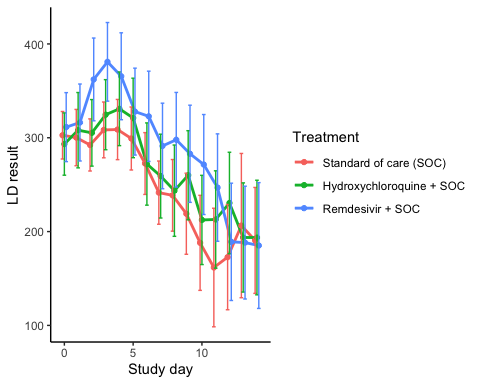 LD result
400
300
200
100
0
5
10
Study day
Treatment
Standard of care (SOC)
Hydroxychloroquine + SOC
Remdesivir + SOC